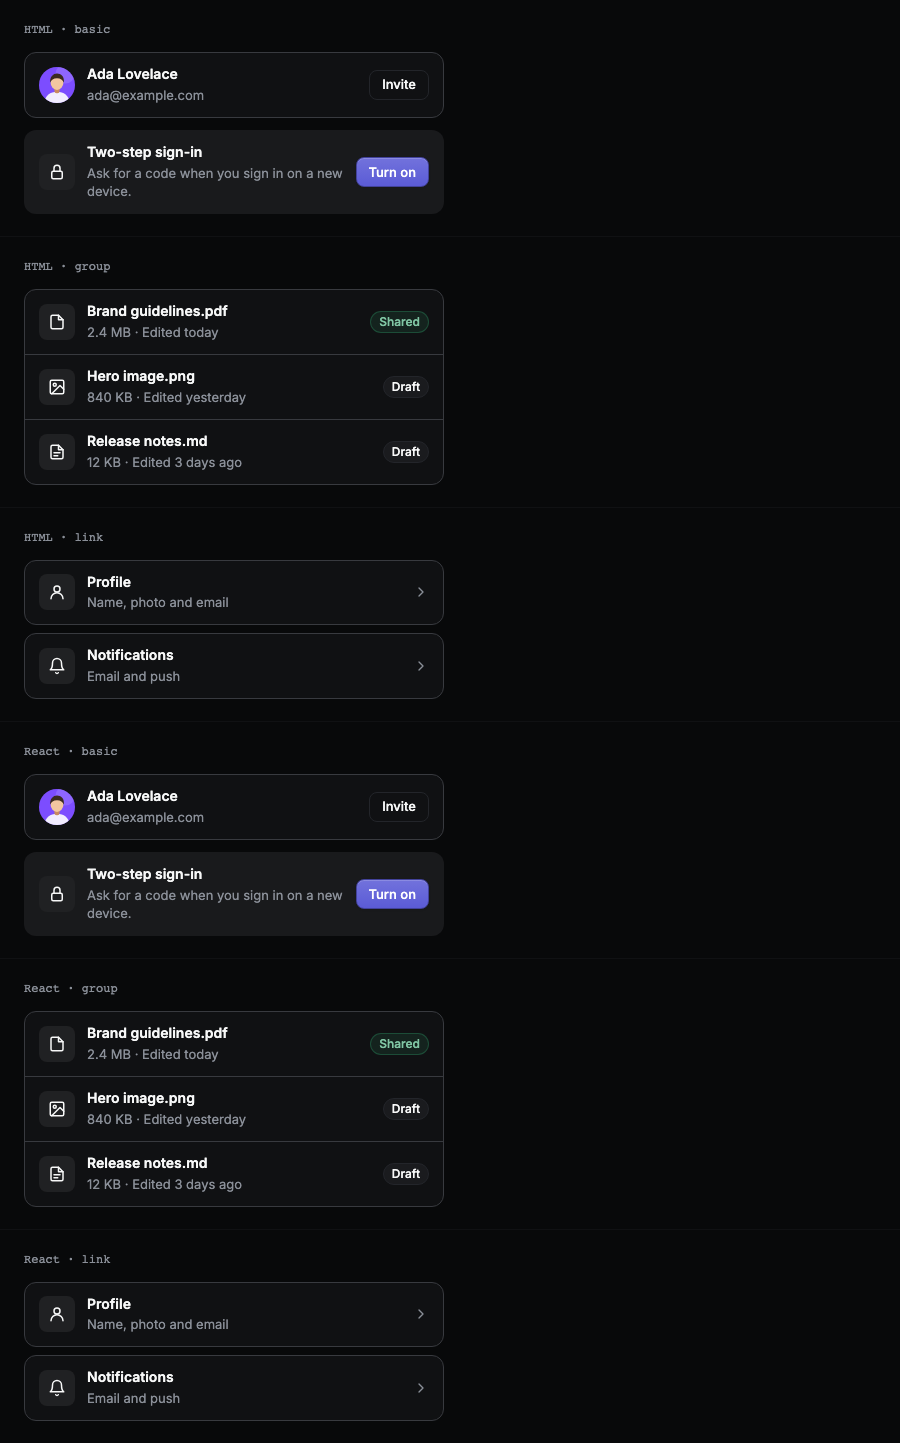 HTML · basic
Ada Lovelace
ada@example.com
Invite
Two-step sign-in
Ask for a code when you sign in on a new
device.
Turn on
HTML · group
Brand guidelines.pdf
2.4 MB · Edited today
Shared
Hero image.png
840 KB · Edited yesterday
Draft
Release notes.md
12 KB · Edited 3 days ago
Draft
HTML · link
Profile
Name, photo and email
Notifications
Email and push
React · basic
Ada Lovelace
ada@example.com
Invite
Two-step sign-in
Ask for a code when you sign in on a new
device.
Turn on
React · group
Brand guidelines.pdf
2.4 MB · Edited today
Shared
Hero image.png
840 KB · Edited yesterday
Draft
Release notes.md
12 KB · Edited 3 days ago
Draft
React · link
Profile
Name, photo and email
Notifications
Email and push